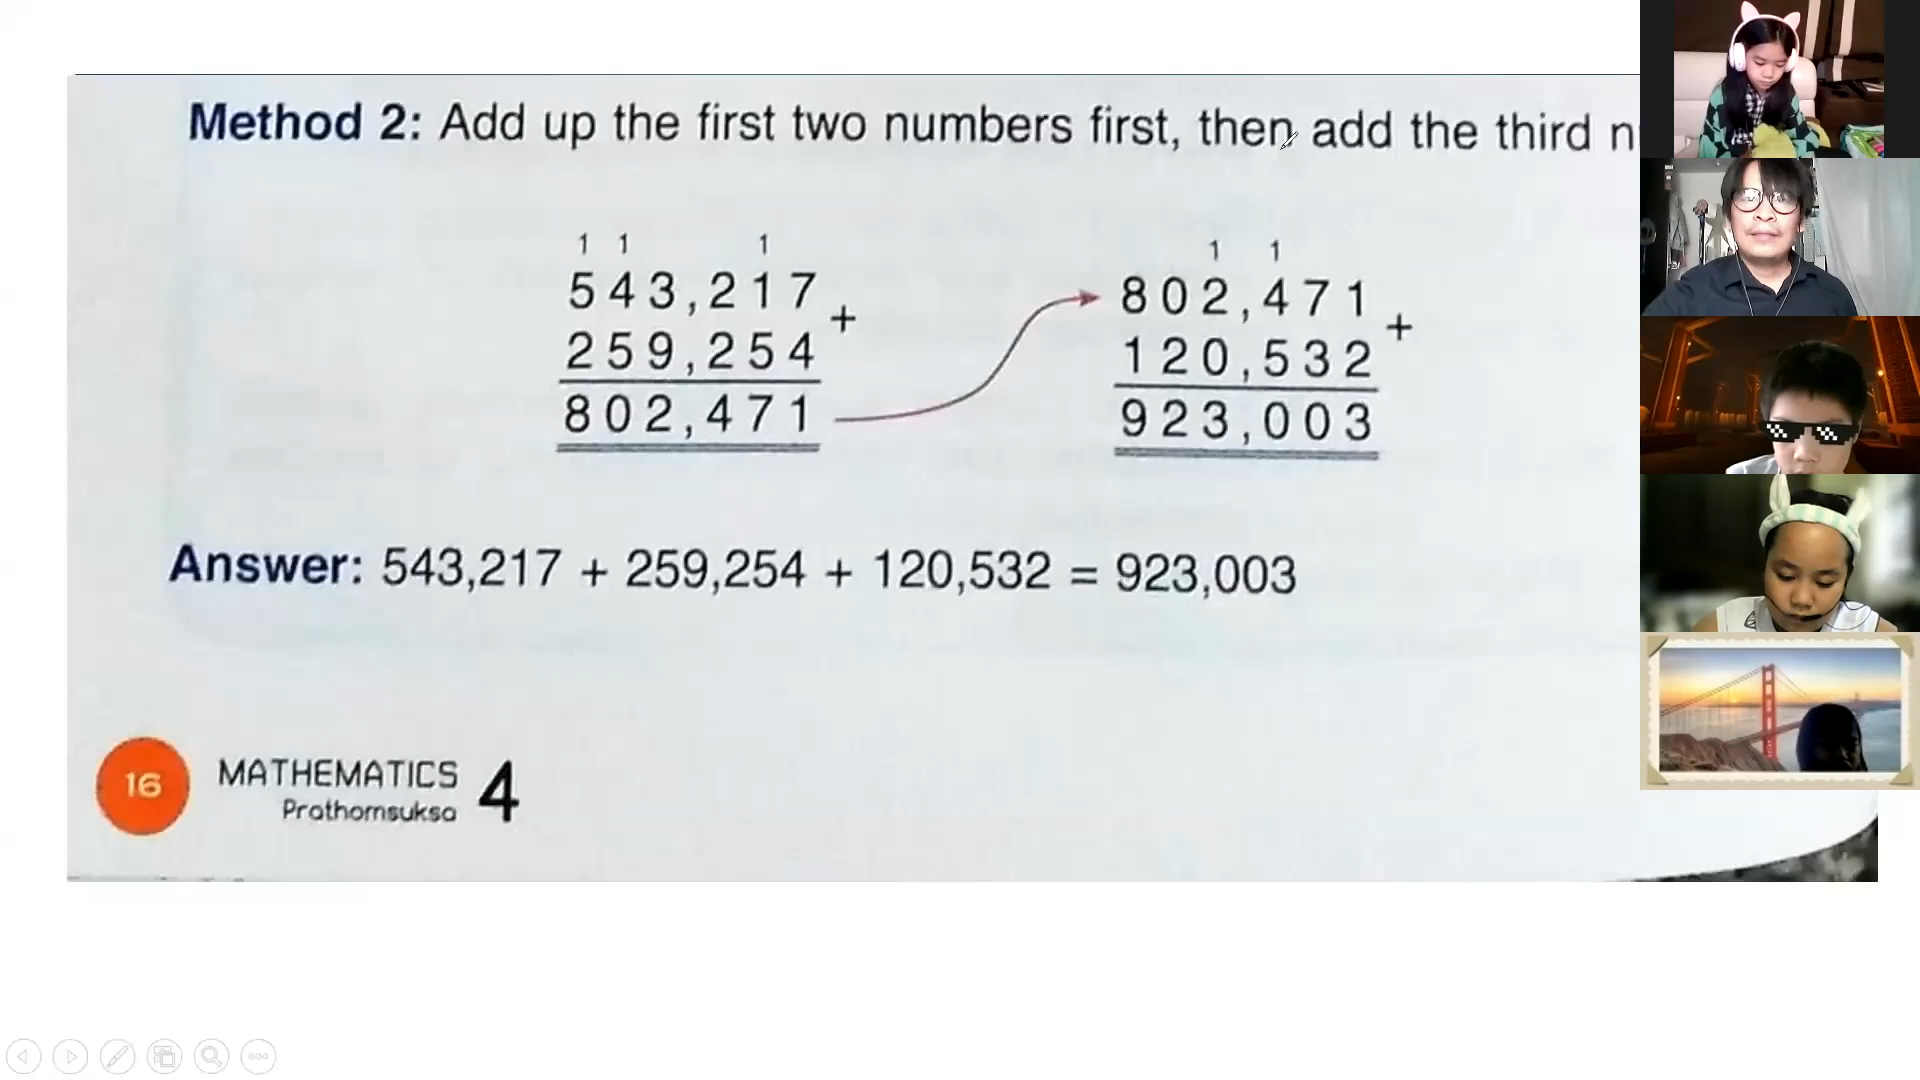 Method 2: Add up the first two numbers first, then add the third
1 1 1
543,217
+
259,254
802,471
1 1
802,471
+
120,532
923,003
Answer: 543,217 + 259,254 + 120,532 = 923,003
16
MATHEMATICS 4
Prathomsuksa